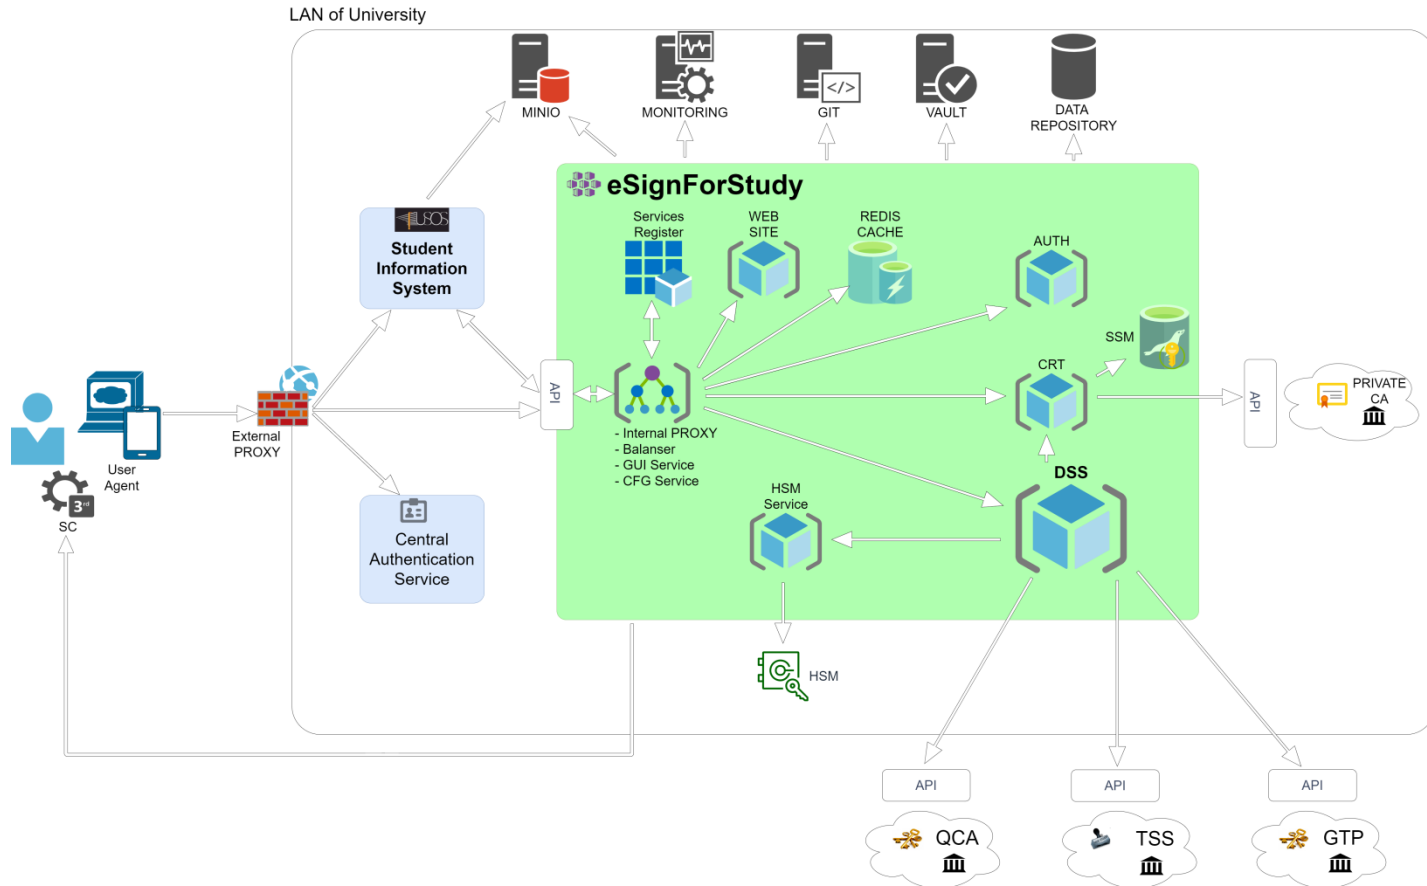 LAN of University
MINIO
MONITORING
</>
GIT
VAULT
DATA
REPOSITORY
eSignForStudy
USOS
Student
Information
System
Services
Register
WEB
SITE
REDIS
CACHE
AUTH
SSM
CRT
API
PRIVATE
CA
API
External
PROXY
- Internal PROXY
- Balanser
- GUI Service
- CFG Service
User
Agent
3rd
SC
DSS
HSM
Service
Central
Authentication
Service
HSM
API
API
API
QCA
TSS
GTP